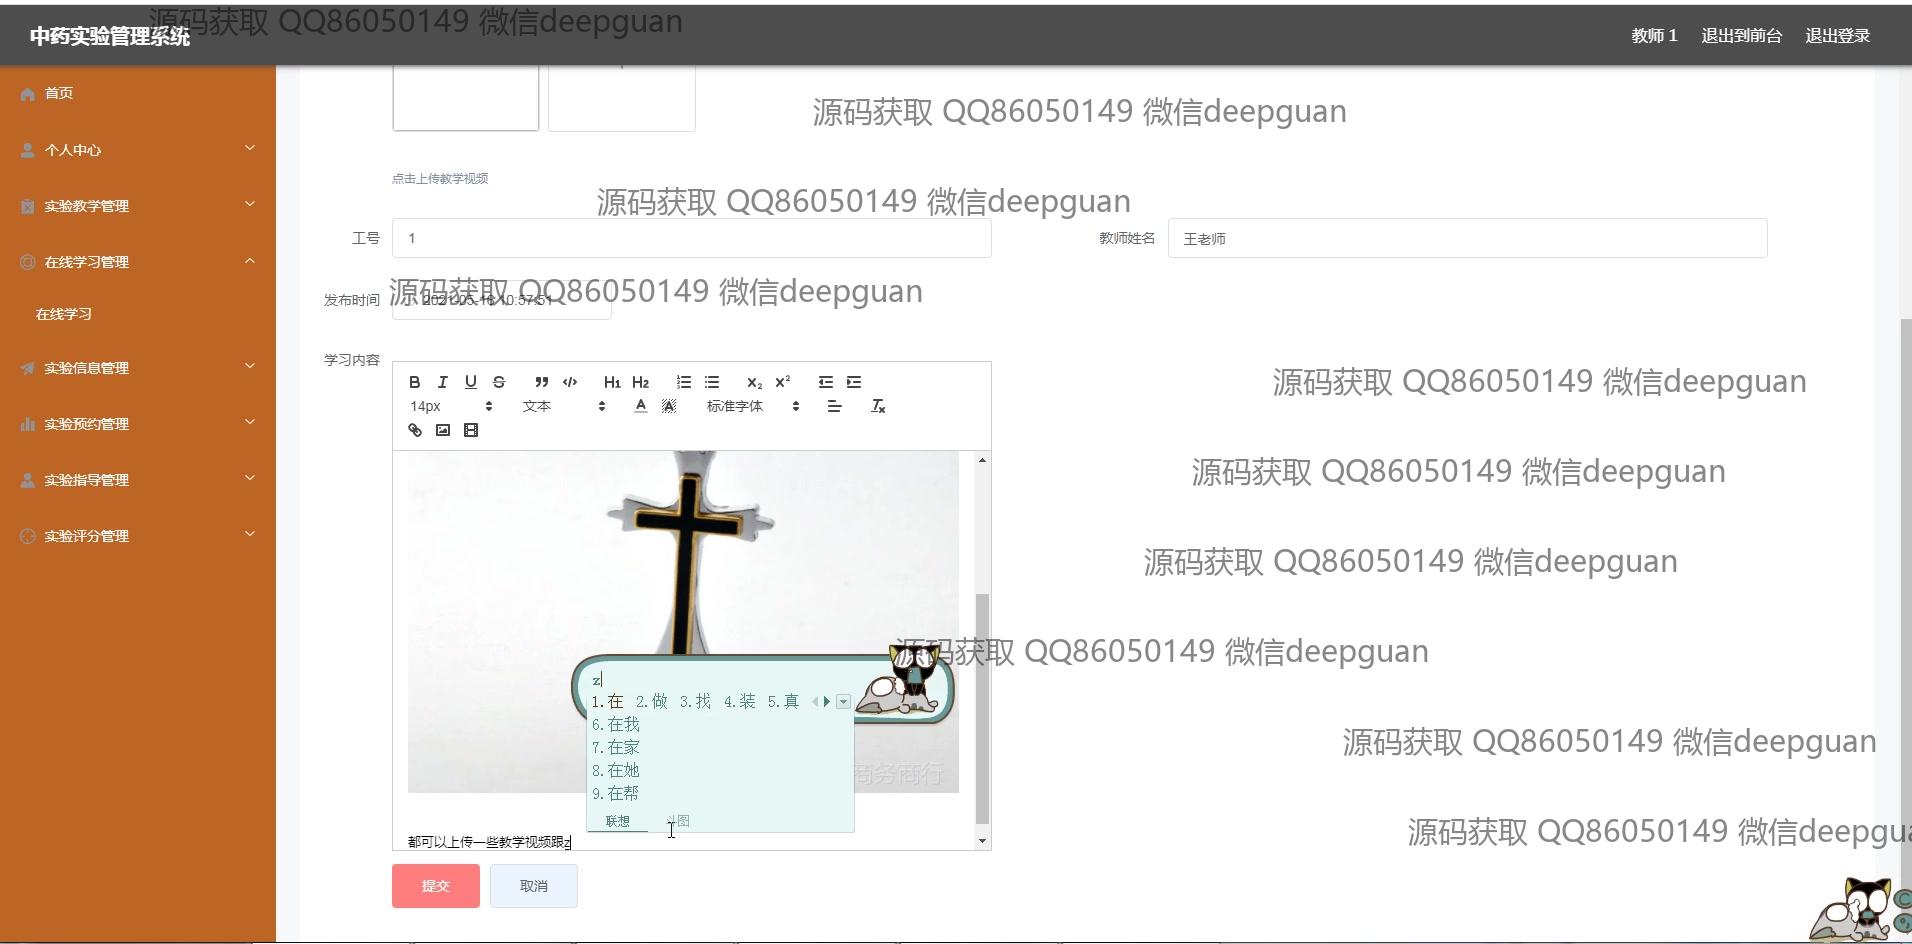 源码获取 QQ86050149 微信deepguan
中药实验管理系统
教师 1 退出到前台 退出登录
首页
个人中心
实验教学管理
在线学习管理
在线学习
实验信息管理
实验预约管理
实验指导管理
实验评分管理
源码获取 QQ86050149 微信deepguan
点击上传教学视频
源码获取 QQ86050149 微信deepguan
工号 1 教师姓名 王老师
源码获取 QQ86050149 微信deepguan
发布时间 2021-05-16 10:57:51
学习内容
B I U S H1 H2 x2 x2
14px 文本 A A 标准字体 Tx
源码获取 QQ86050149 微信deepguan
源码获取 QQ86050149 微信deepguan
源码获取 QQ86050149 微信deepguan
源码获取 QQ86050149 微信deepguan
z
1.在 2.做 3.找 4.装 5.真
6.在我
7.在家
8.在她
9.在帮
联想 斗图
商务商行
源码获取 QQ86050149 微信deepguan
源码获取 QQ86050149 微信deepgua
都可以上传一些教学视频跟z
提交 取消